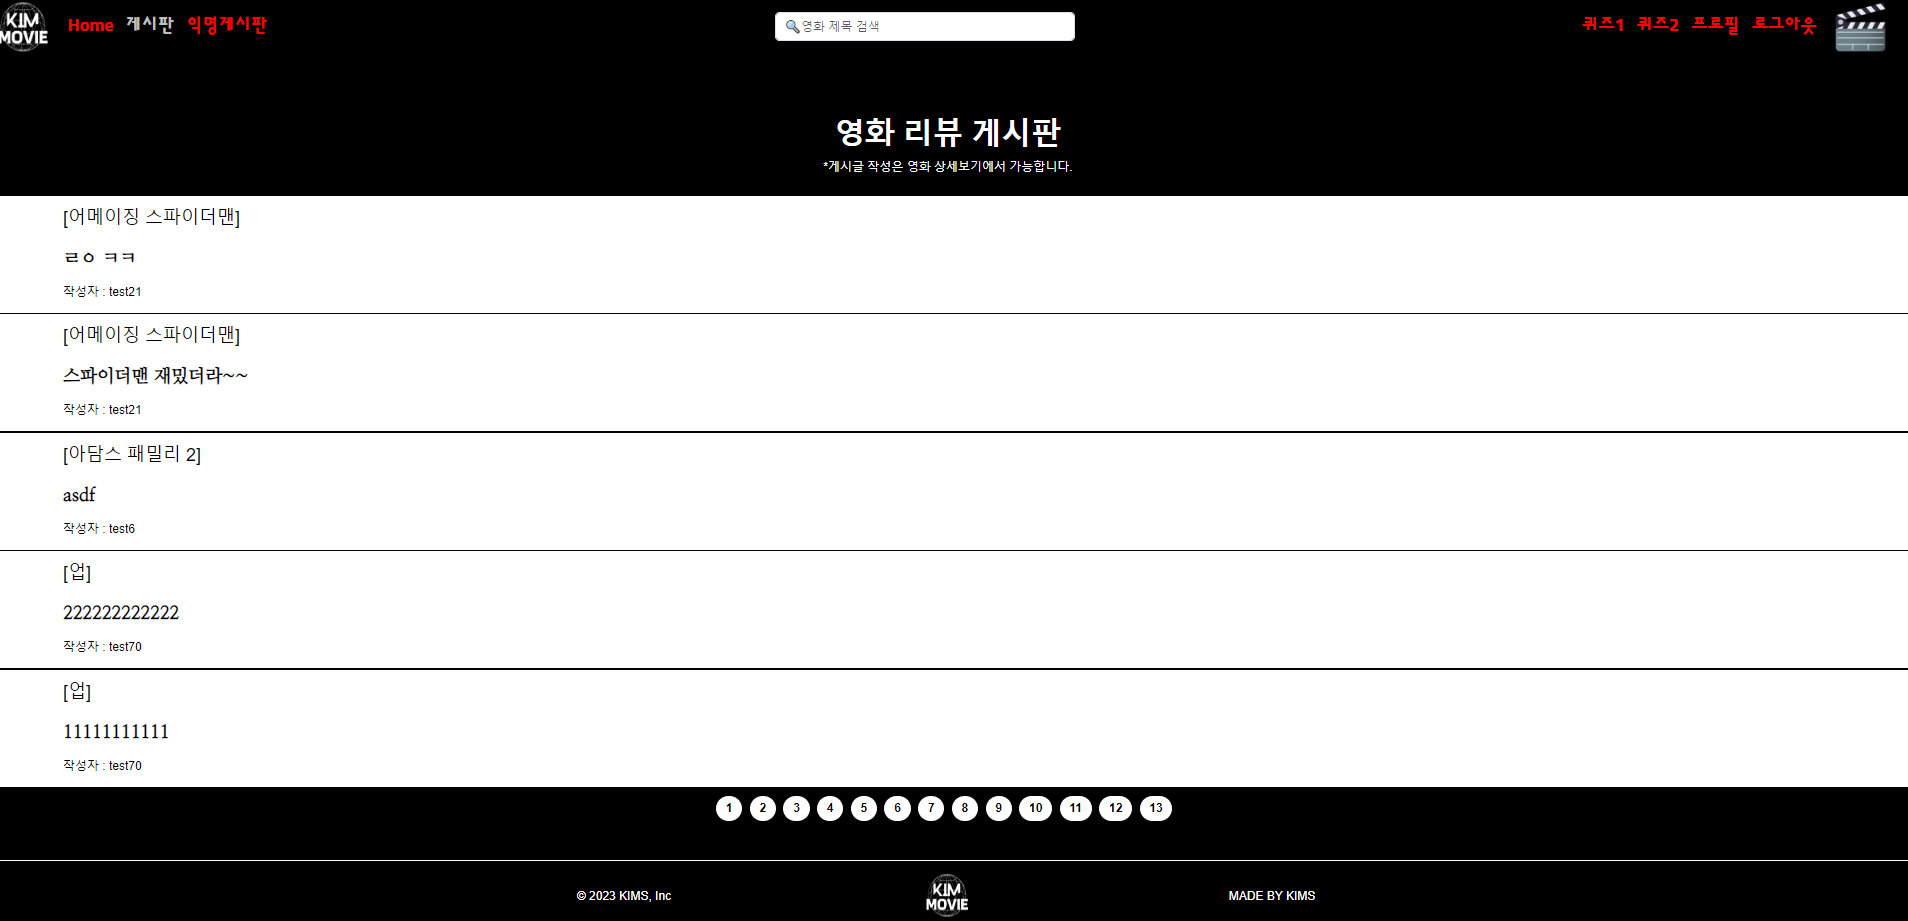 KIM MOVIE Home 게시판 익명게시판 영화 제목 검색 퀴즈1 퀴즈2 프로필 로그아웃
영화 리뷰 게시판
*게시글 작성은 영화 상세보기에서 가능합니다.
[어메이징 스파이더맨]
ㄹㅇ ㅋㅋ
작성자 : test21
[어메이징 스파이더맨]
스파이더맨 재밌더라~~
작성자 : test21
[아담스 패밀리 2]
asdf
작성자 : test6
[업]
222222222222
작성자 : test70
[업]
11111111111
작성자 : test70
1 2 3 4 5 6 7 8 9 10 11 12 13
© 2023 KIMS, Inc KIM MOVIE MADE BY KIMS